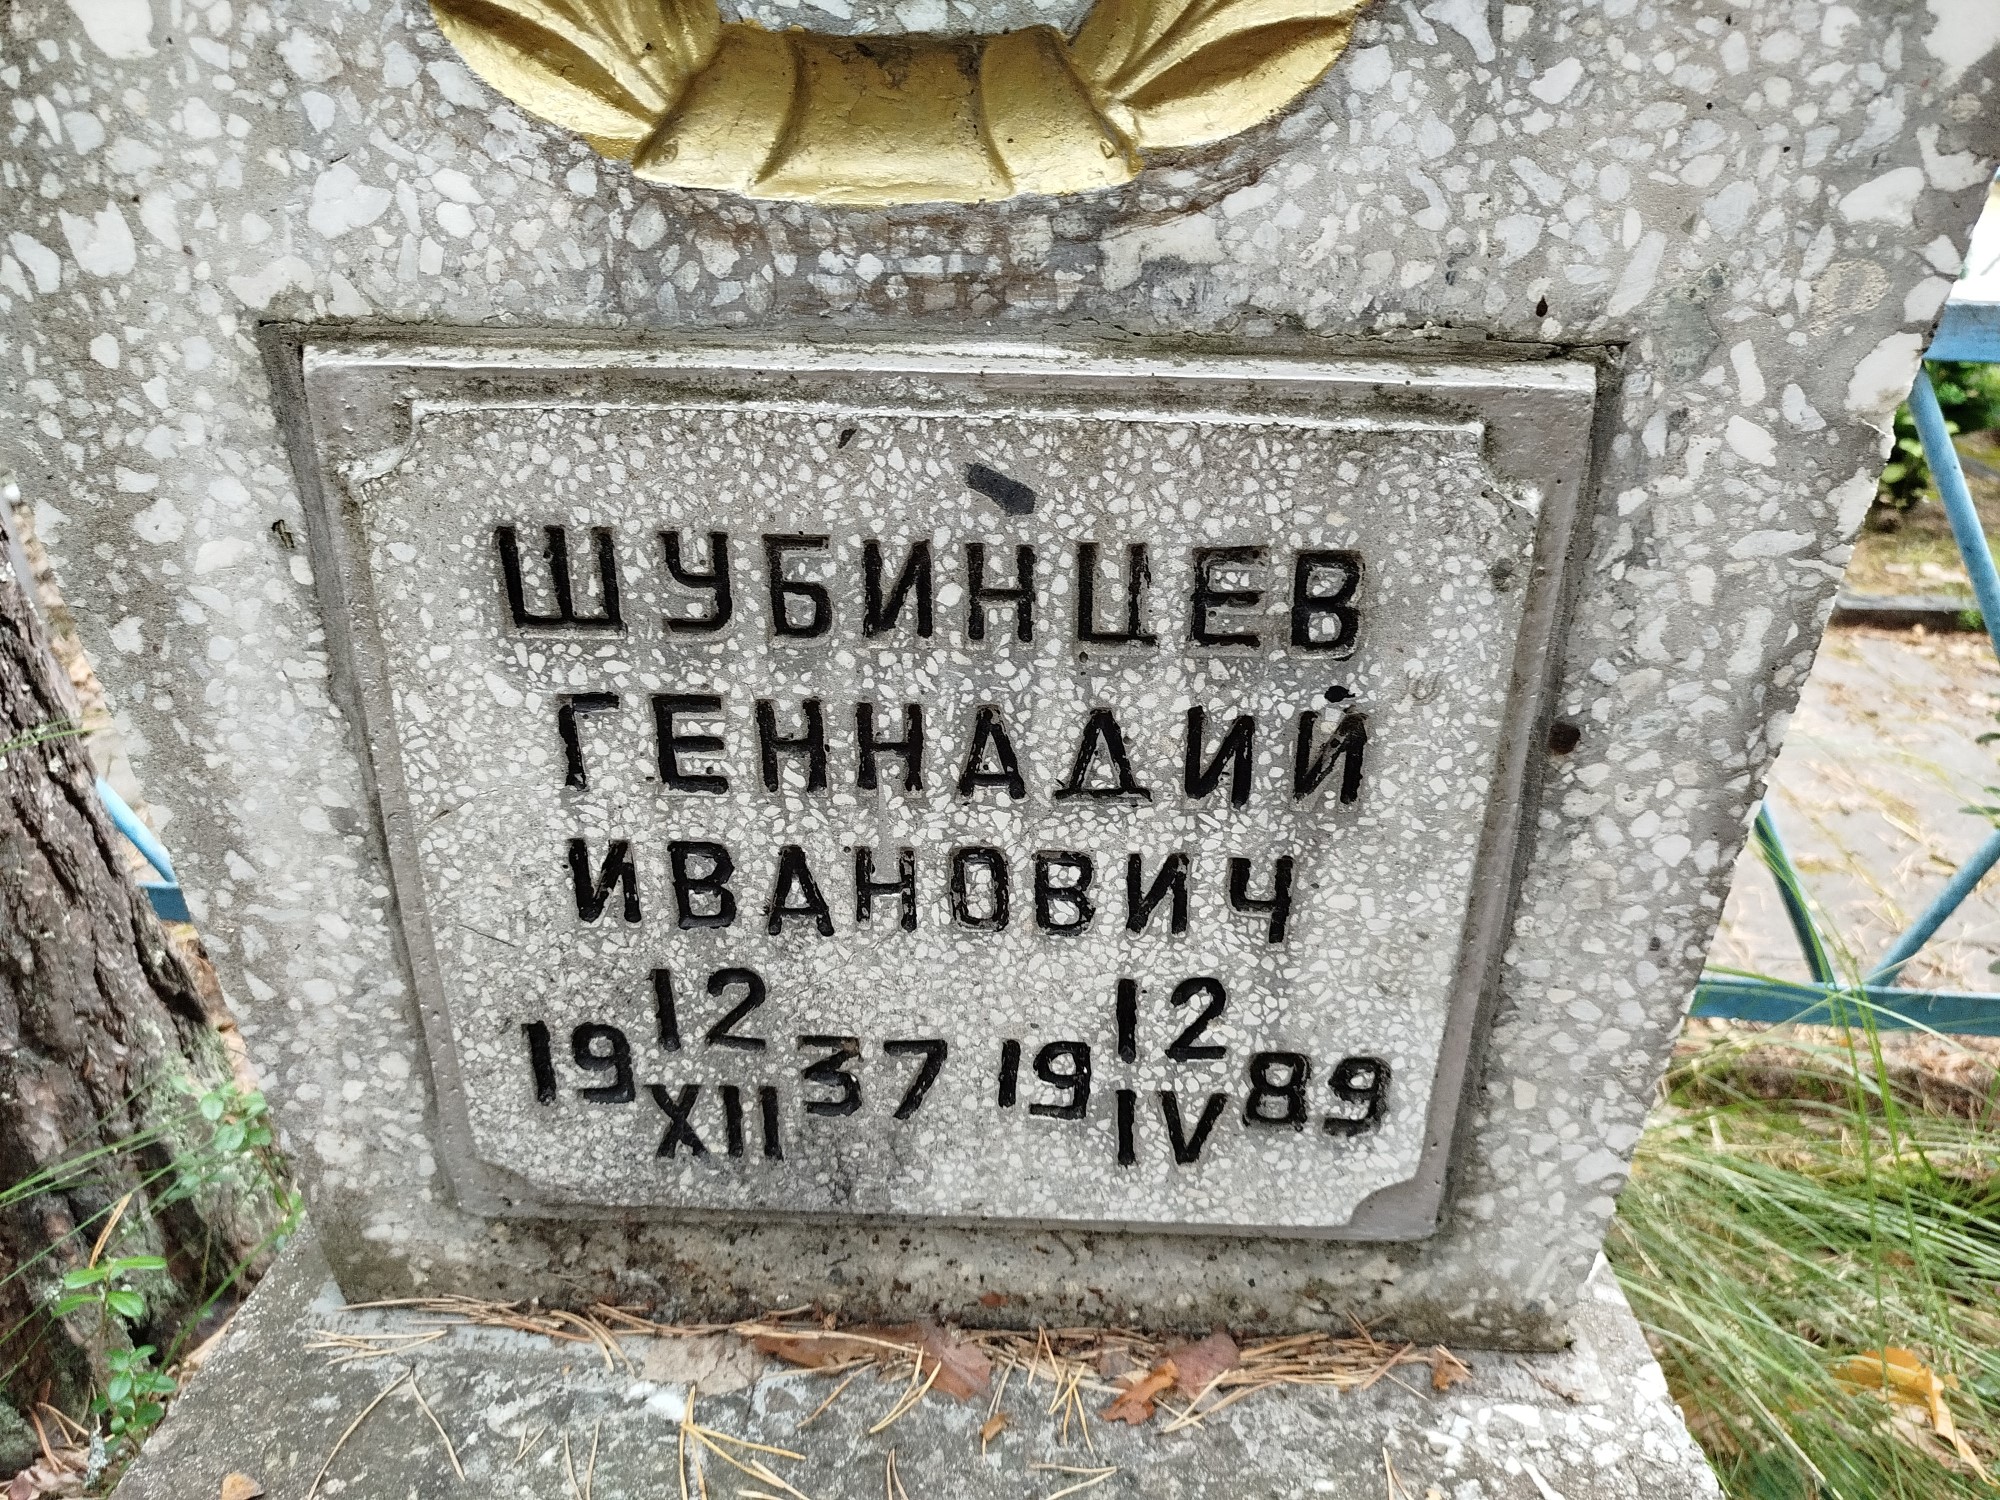 ШУБИНЦЕВ
ГЕННАДИЙ
ИВАНОВИЧ
19 12 XII 37 19 12 IV 89